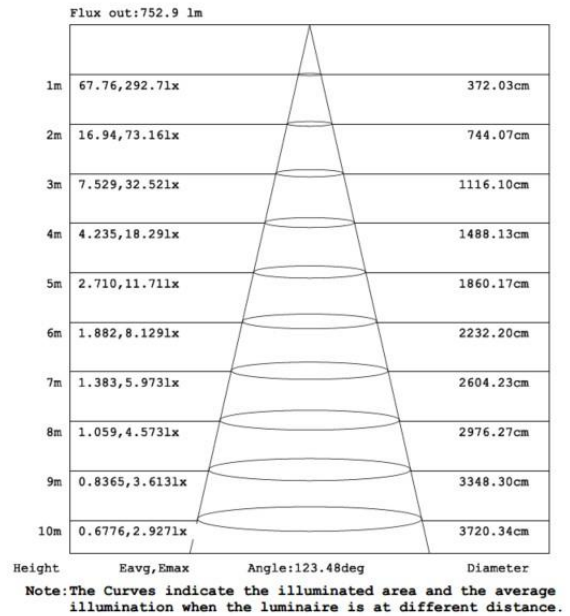 Flux out:752.9 lm
1m 67.76,292.7lx 372.03cm
2m 16.94,73.16lx 744.07cm
3m 7.529,32.52lx 1116.10cm
4m 4.235,18.29lx 1488.13cm
5m 2.710,11.71lx 1860.17cm
6m 1.882,8.129lx 2232.20cm
7m 1.383,5.973lx 2604.23cm
8m 1.059,4.573lx 2976.27cm
9m 0.8365,3.613lx 3348.30cm
10m 0.6776,2.927lx 3720.34cm
Height Eavg,Emax Angle:123.48deg Diameter
Note:The Curves indicate the illuminated area and the average
illumination when the luminaire is at different distance.